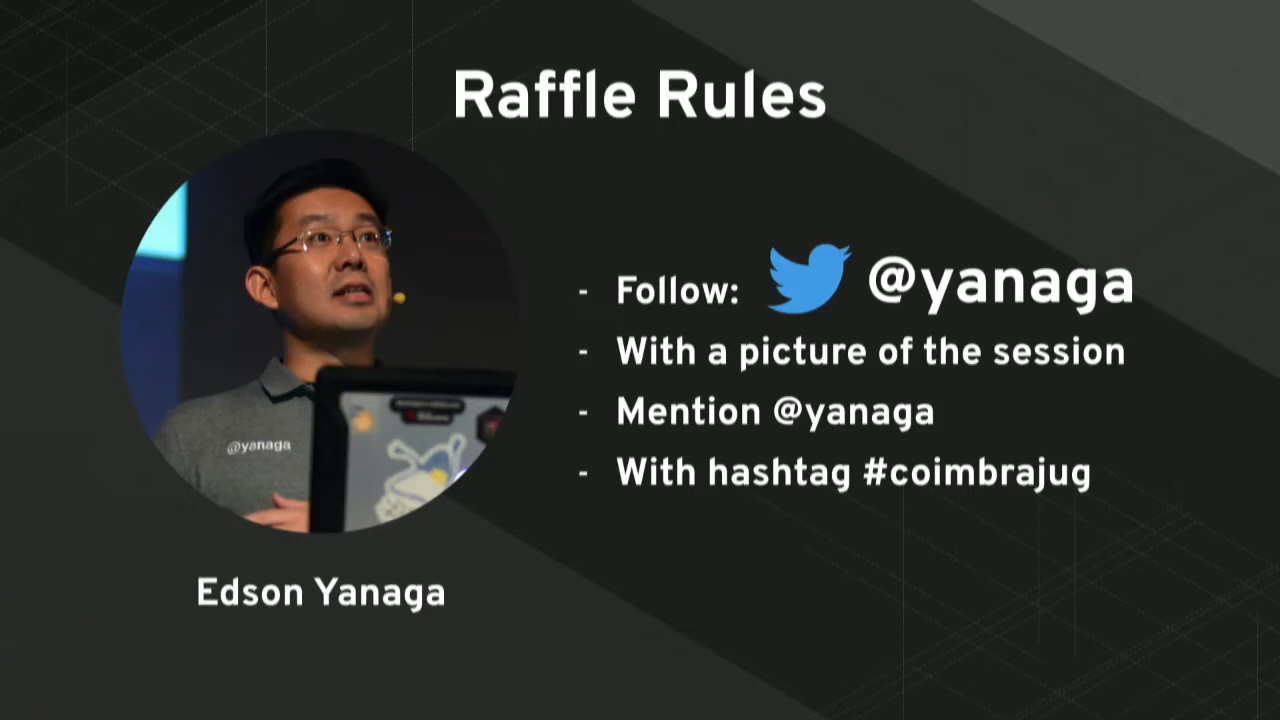 Raffle Rules
- Follow: @yanaga
- With a picture of the session
- Mention @yanaga
- With hashtag #coimbrajug
@yanaga
Edson Yanaga